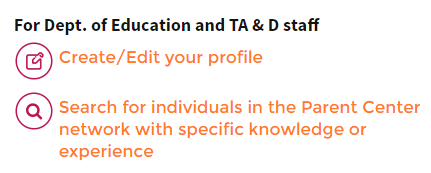 For Dept. of Education and TA & D staff
Create/Edit your profile
Search for individuals in the Parent Center
network with specific knowledge or
experience